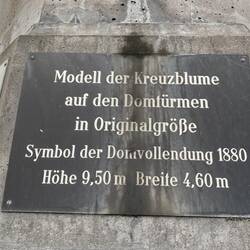 Modell der Kreuzblume
auf den Domtürmen
in Originalgröße
Symbol der Domvollendung 1880
Höhe 9,50 m Breite 4,60 m